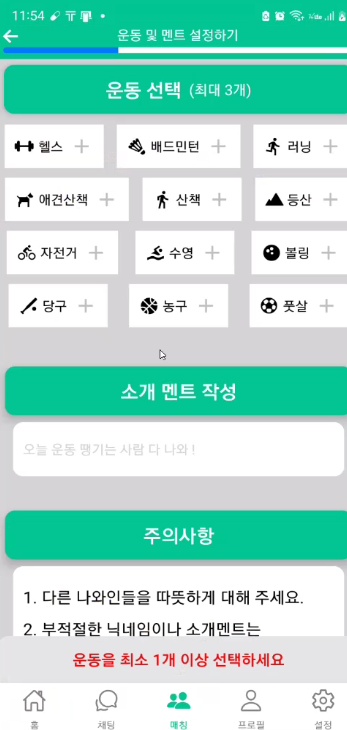 11:54
운동 및 멘트 설정하기
운동 선택 (최대 3개)
헬스 배드민턴 러닝
애견산책 산책 등산
자전거 수영 볼링
당구 농구 풋살
소개 멘트 작성
오늘 운동 땡기는 사람 다 나와 !
주의사항
1. 다른 나와인들을 따뜻하게 대해 주세요.
2. 부적절한 닉네임이나 소개멘트는
운동을 최소 1개 이상 선택하세요
홈 채팅 매칭 프로필 설정